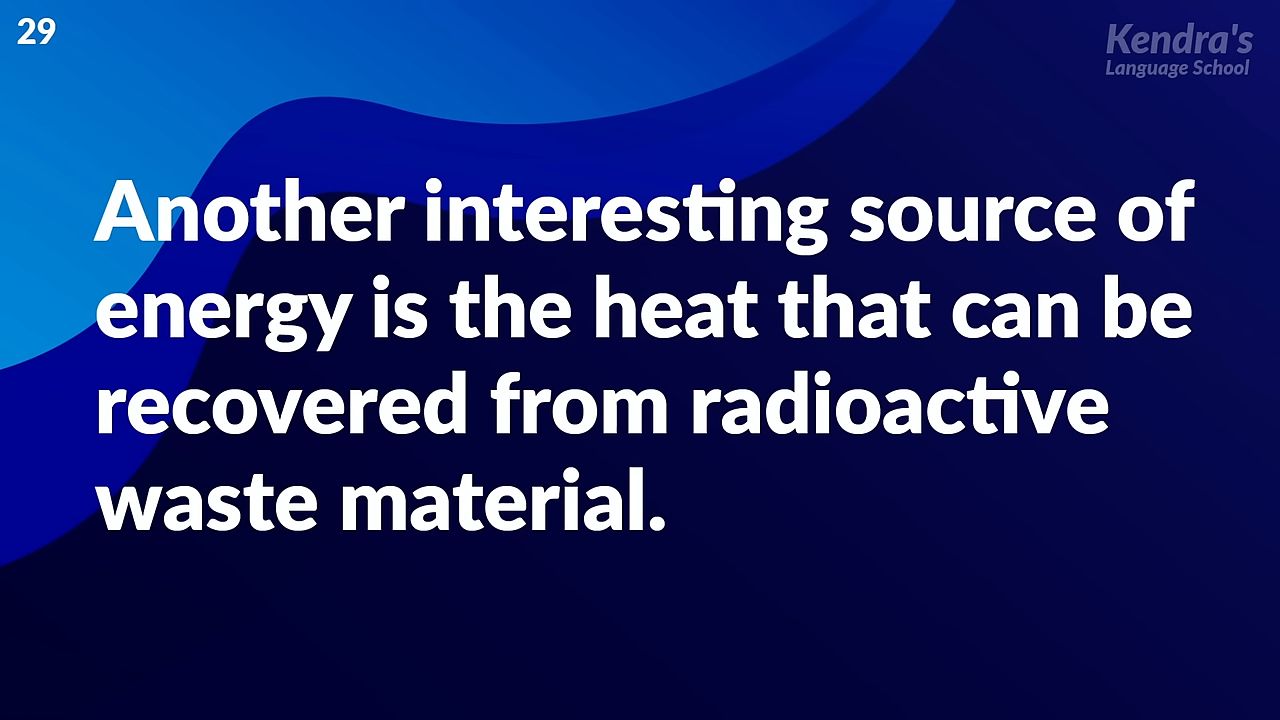 29
Kendra's
Language School
Another interesting source of
energy is the heat that can be
recovered from radioactive
waste material.